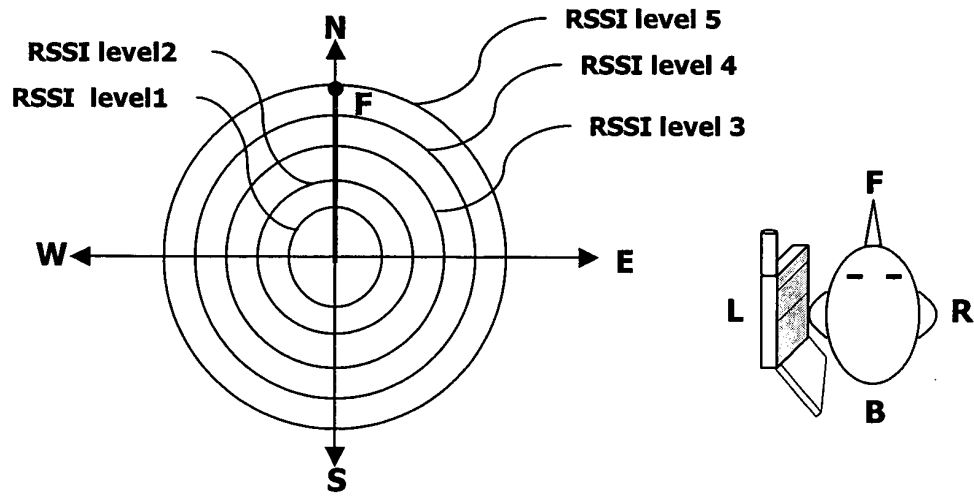 N
RSSI level 5
RSSI level2
RSSI level 4
RSSI level1
F
RSSI level 3
W
E
S
F
L
R
B